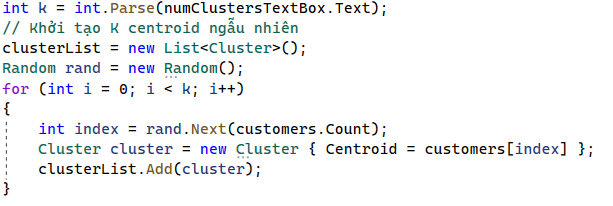 int k = int.Parse(numClustersTextBox.Text);
// Khởi tạo K centroid ngẫu nhiên
clusterList = new List<Cluster>();
Random rand = new Random();
for (int i = 0; i < k; i++)
{
    int index = rand.Next(customers.Count);
    Cluster cluster = new Cluster { Centroid = customers[index] };
    clusterList.Add(cluster);
}